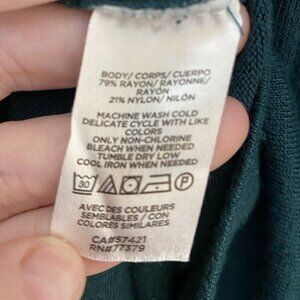 BODY/ CORPS/ CUERPO
79% RAYON/RAYONNE/
RAYÓN
21% NYLON/ NILÓN
MACHINE WASH COLD
DELICATE CYCLE WITH LIKE
COLORS
ONLY NON-CHLORINE
BLEACH WHEN NEEDED
TUMBLE DRY LOW
COOL IRON WHEN NEEDED
30 P
AVEC DES COULEURS
SEMBLABLES / CON
COLORES SIMILARES
CA#57421
RN#77379